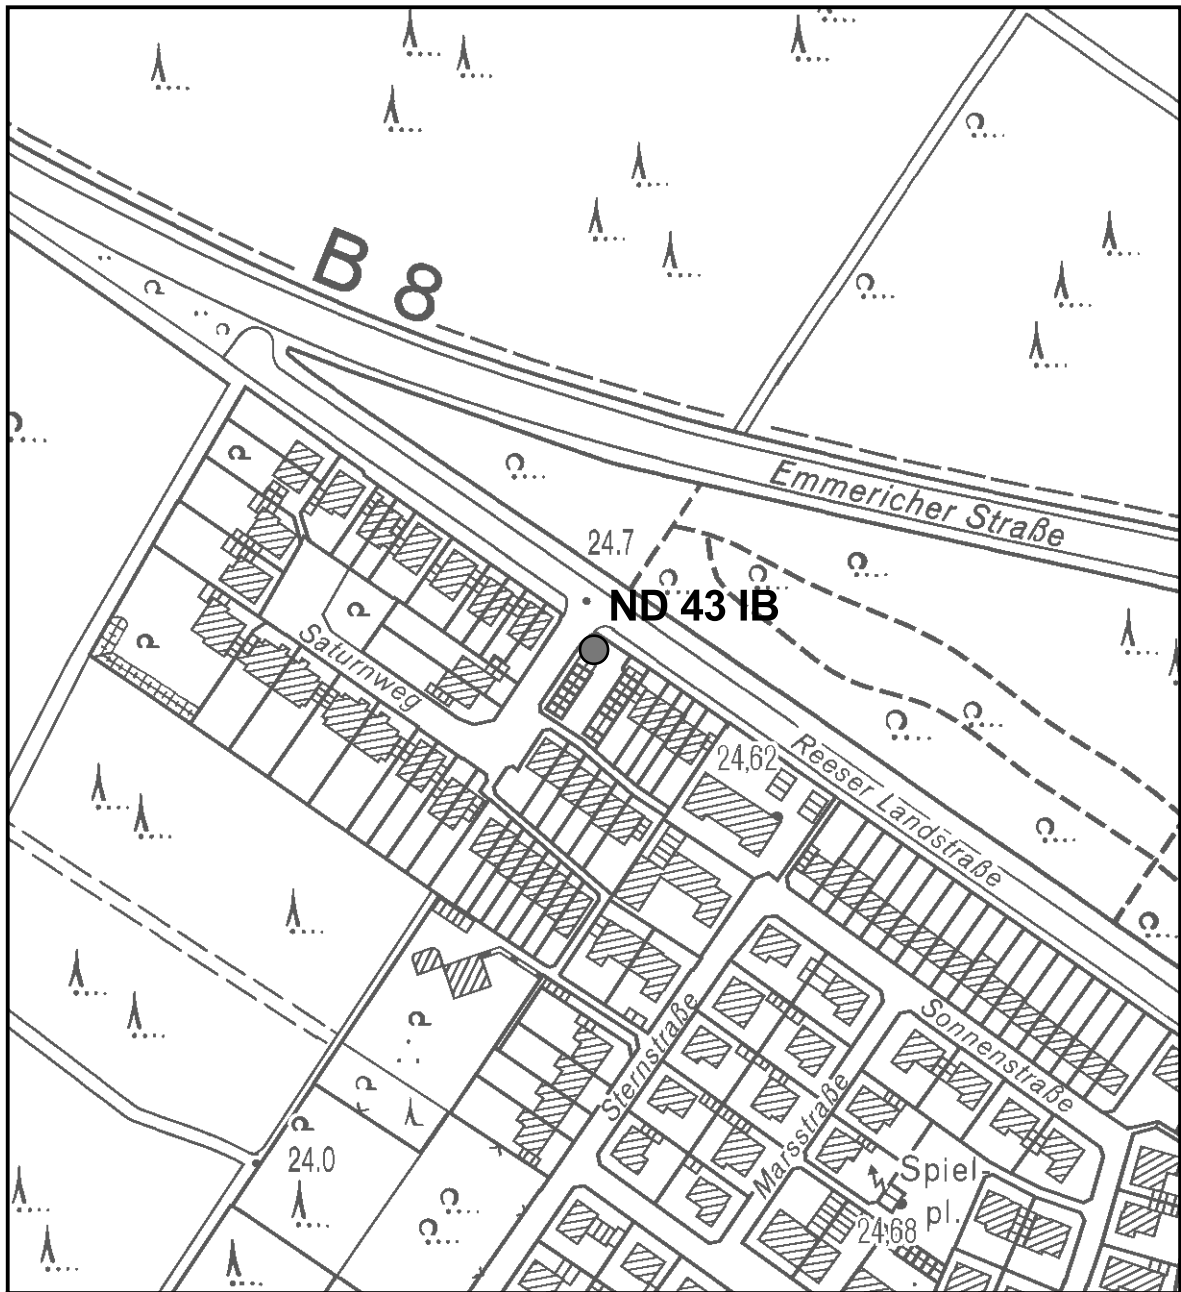 B 8
Emmericher Straße
24.7
ND 43 IB
Saturnweg
24,62
Reeser Landstraße
Sternstraße
Sonnenstraße
Marsstraße
24.0
Spiel-
pl.
24,68